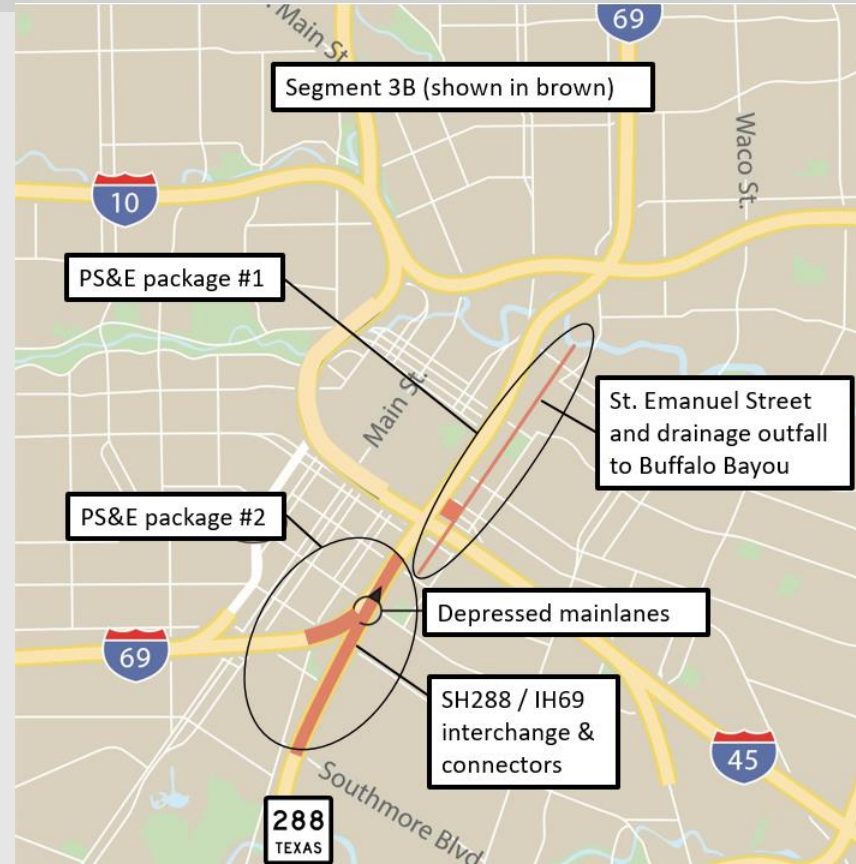 . Main St.
69
Segment 3B (shown in brown)
Waco St.
10
PS&E package #1
Main St.
St. Emanuel Street
and drainage outfall
to Buffalo Bayou
PS&E package #2
Depressed mainlanes
69
SH288 / IH69
interchange &
connectors
45
Southmore Blvd
288
TEXAS